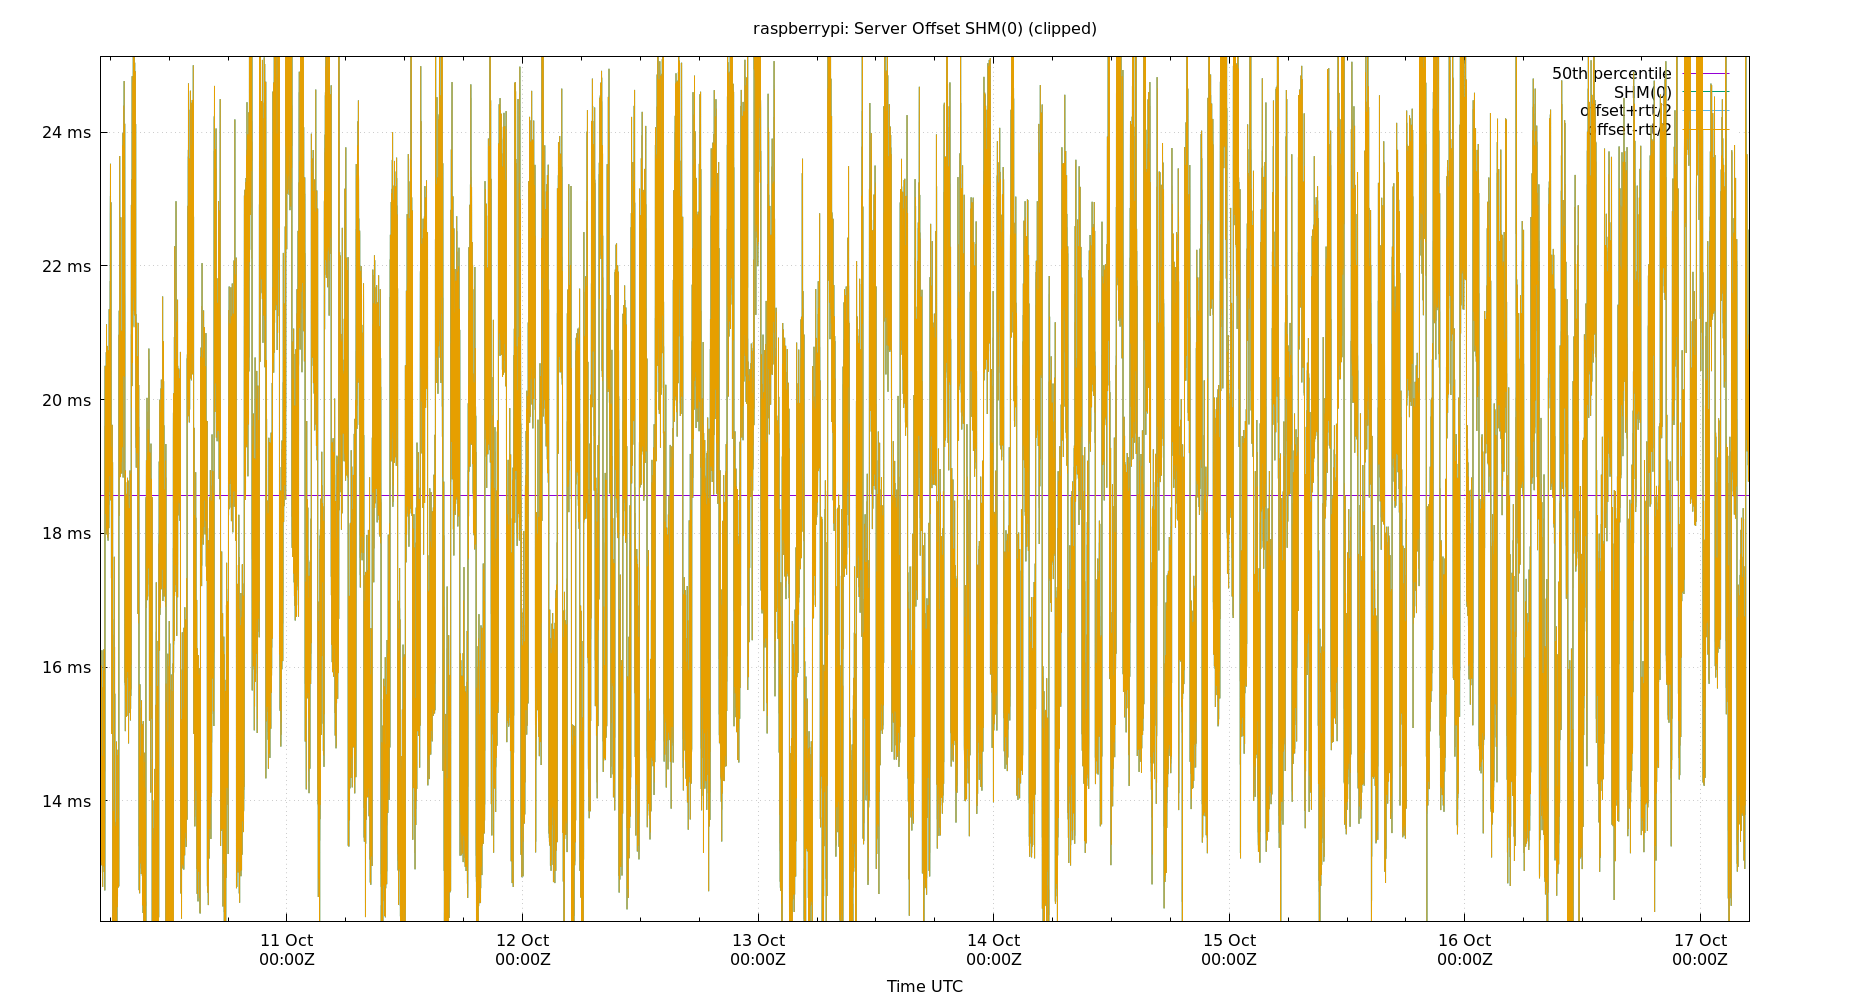 raspberrypi: Server Offset SHM(0) (clipped)
50th percentile
SHM(0)
offset+rtt/2
offset-rtt/2
24 ms
22 ms
20 ms
18 ms
16 ms
14 ms
11 Oct 12 Oct 13 Oct 14 Oct 15 Oct 16 Oct 17 Oct
00:00Z 00:00Z 00:00Z 00:00Z 00:00Z 00:00Z 00:00Z
Time UTC